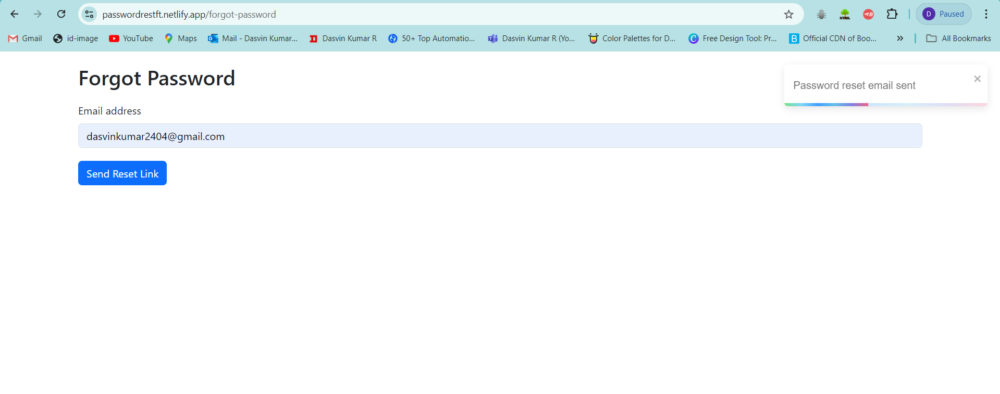 passwordrestft.netlify.app/forgot-password
D Paused
Gmail id-image YouTube Maps Mail - Dasvin Kumar... Dasvin Kumar R 50+ Top Automatio... Dasvin Kumar R (Yo... Color Palettes for D... Free Design Tool: Pr... B Official CDN of Boo... » All Bookmarks
Forgot Password
Password reset email sent
Email address
dasvinkumar2404@gmail.com
Send Reset Link